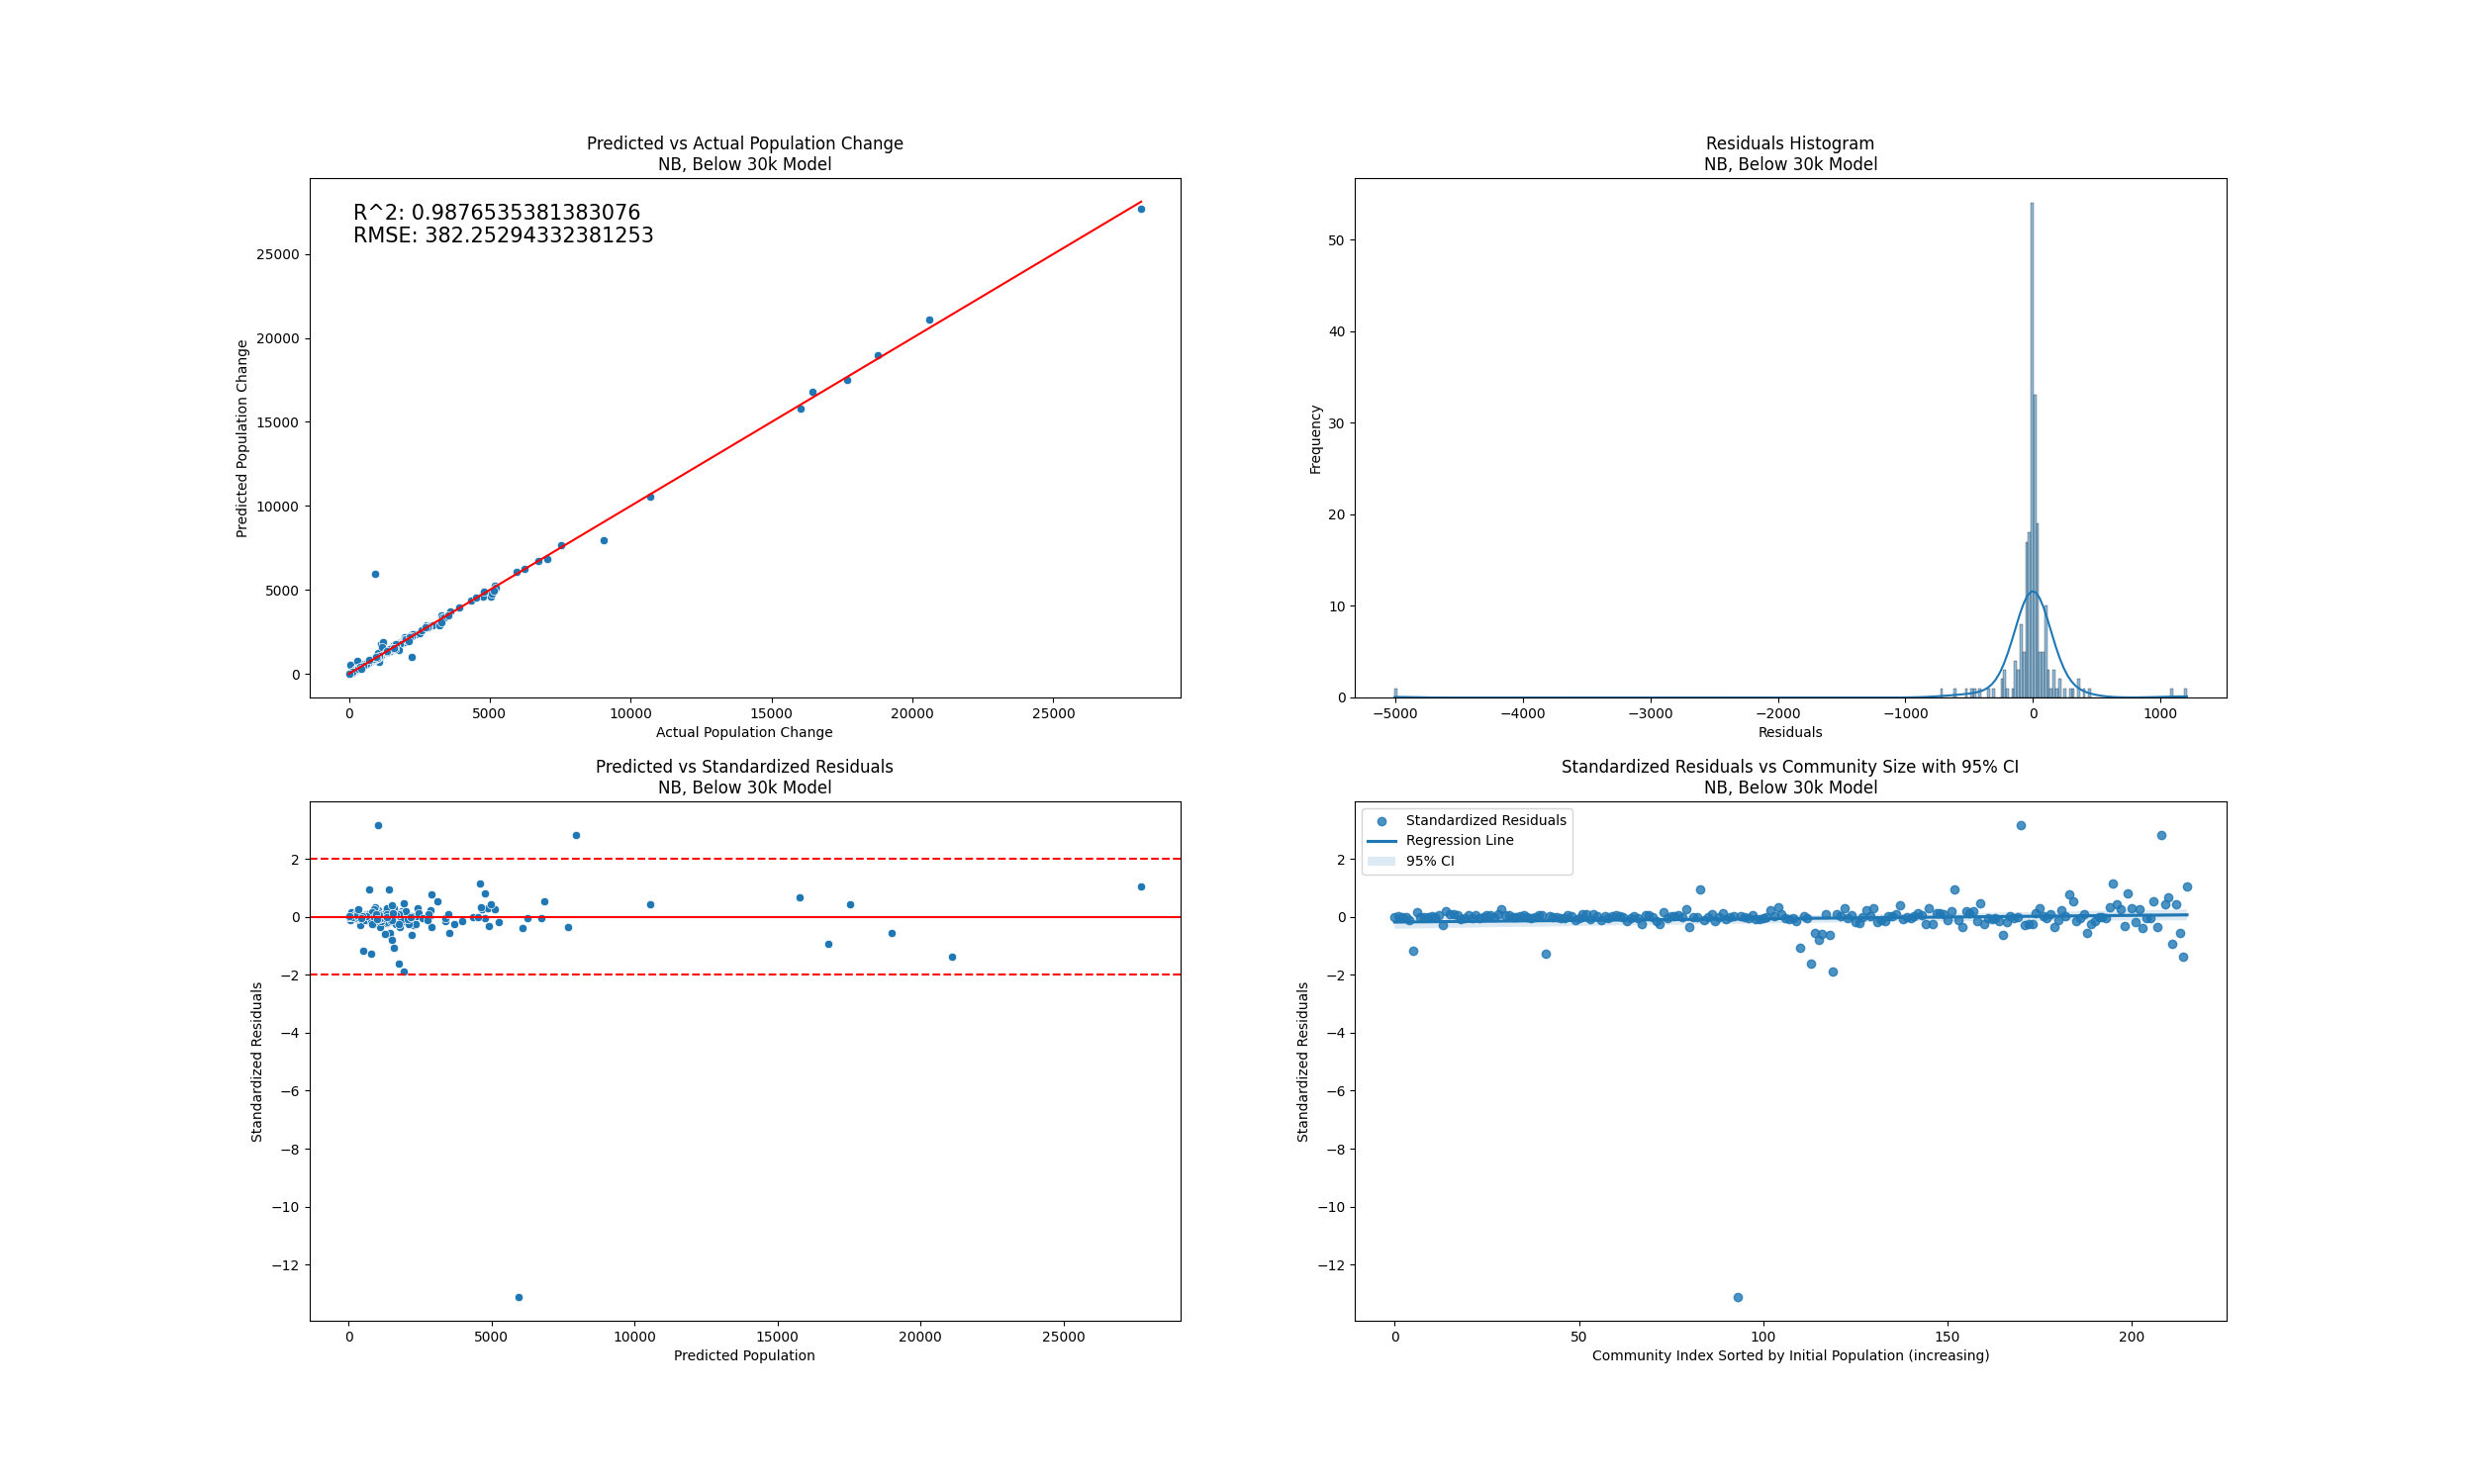 Predicted vs Actual Population Change
NB, Below 30k Model
R^2: 0.9876535381383076
RMSE: 382.25294332381253
25000
20000
15000
10000
5000
0
Predicted Population Change
0 5000 10000 15000 20000 25000
Actual Population Change
Residuals Histogram
NB, Below 30k Model
50
40
30
20
10
0
Frequency
−5000 −4000 −3000 −2000 −1000 0 1000
Residuals
Predicted vs Standardized Residuals
NB, Below 30k Model
2
0
−2
−4
−6
−8
−10
−12
Standardized Residuals
0 5000 10000 15000 20000 25000
Predicted Population
Standardized Residuals vs Community Size with 95% CI
NB, Below 30k Model
Standardized Residuals
Regression Line
95% CI
2
0
−2
−4
−6
−8
−10
−12
Standardized Residuals
0 50 100 150 200
Community Index Sorted by Initial Population (increasing)